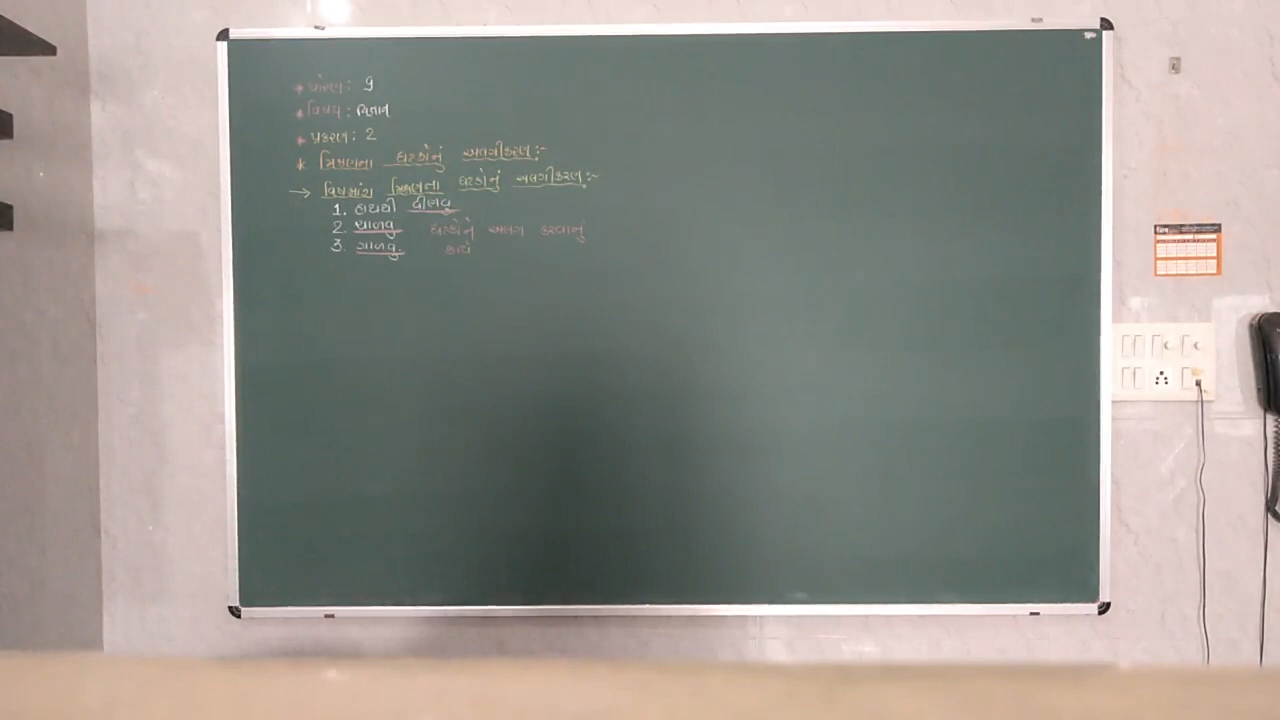 * ધોરણ : 9
* વિષય : વિજ્ઞાન
* પ્રકરણ : 2
* મિશ્રણના ઘટકોનું અલગીકરણ :-
→ વિષમાંગ મિશ્રણના ઘટકોનું અલગીકરણ :-
1. હાથથી વીણવુ
2. ચાળવુ ઘટકોને અલગ કરવાનું
3. ગાળવુ. કાર્ય